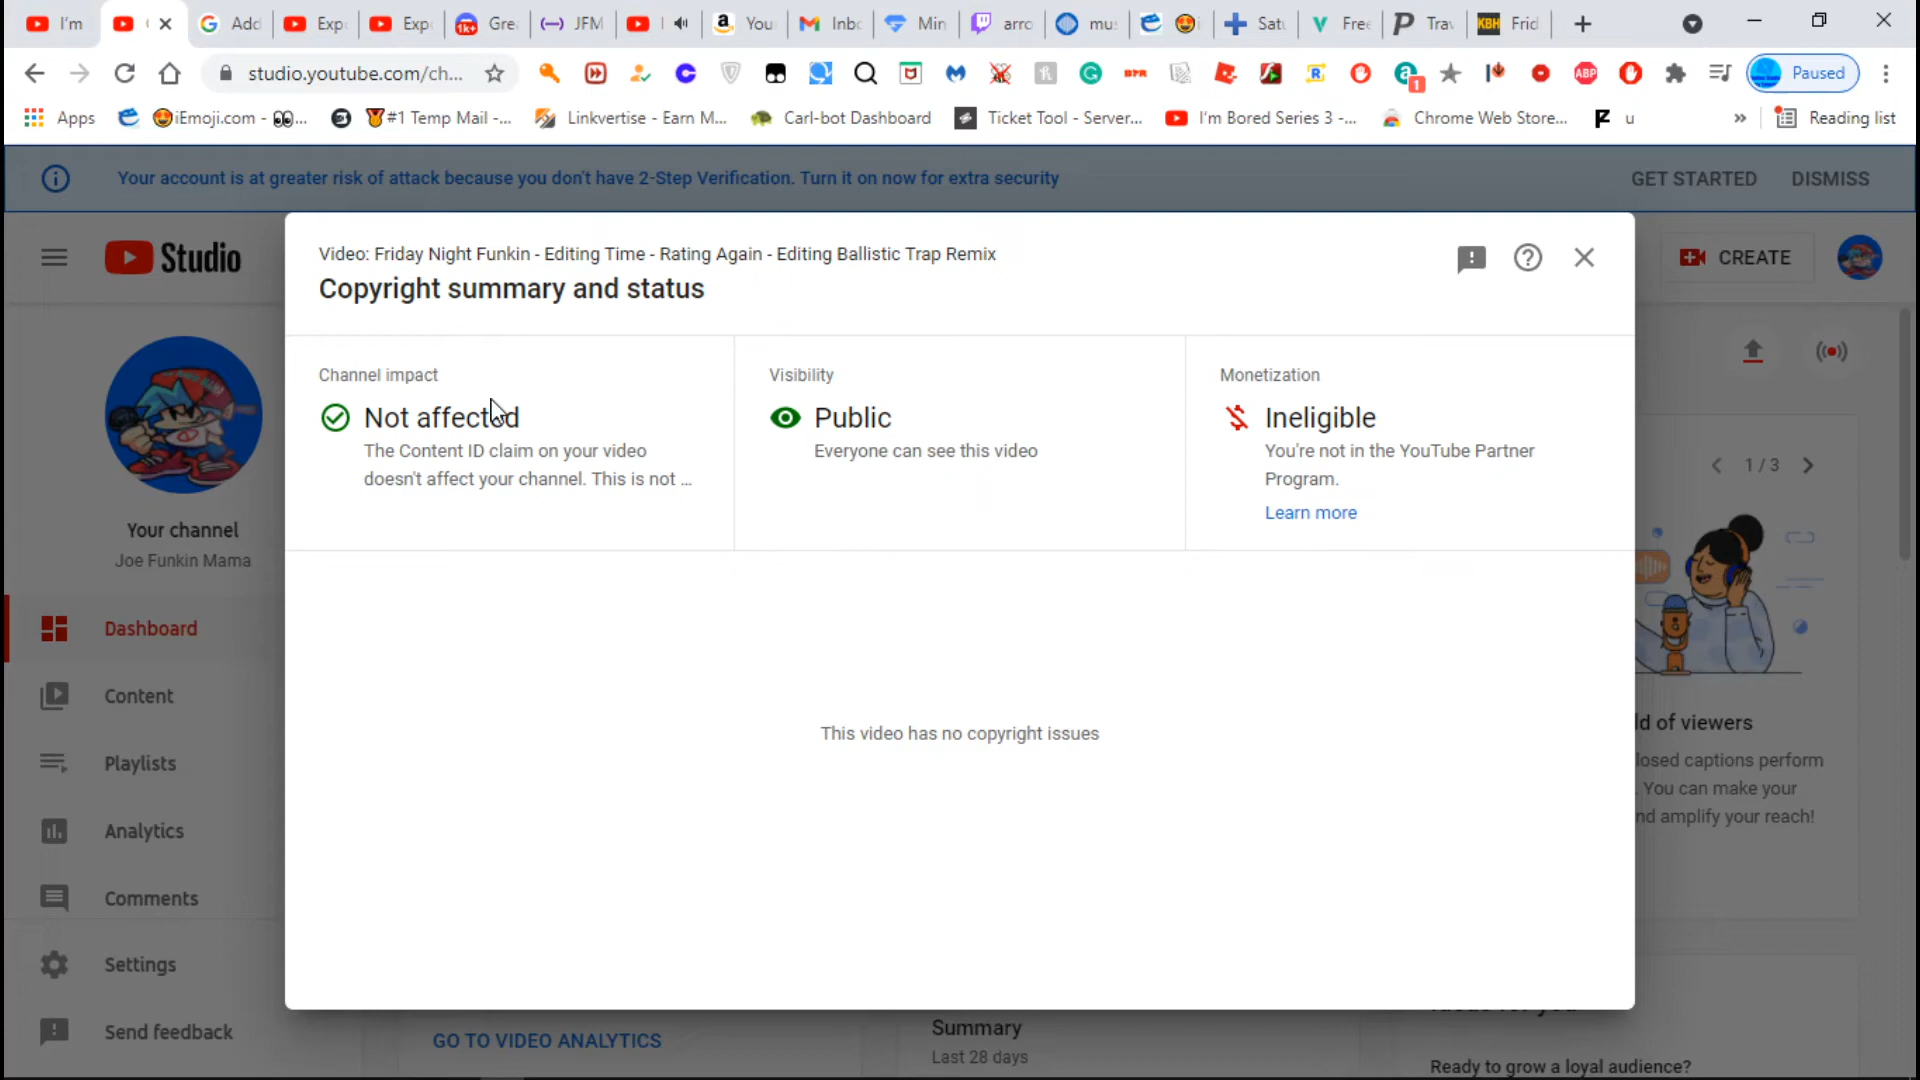 I'm
Add
Exp
Exp
Gre
JFM
You
Inb
Min
arro
mus
Sat
Free
Trav
KBH Frid
studio.youtube.com/ch...
Paused
Apps
iEmoji.com - 👀...
#1 Temp Mail -...
Linkvertise - Earn M...
Carl-bot Dashboard
Ticket Tool - Server...
I'm Bored Series 3 -...
Chrome Web Store...
u
»
Reading list
Your account is at greater risk of attack because you don't have 2-Step Verification. Turn it on now for extra security
GET STARTED
DISMISS
Studio
CREATE
Video: Friday Night Funkin - Editing Time - Rating Again - Editing Ballistic Trap Remix
Copyright summary and status
Channel impact
Not affected
The Content ID claim on your video
doesn't affect your channel. This is not ...
Visibility
Public
Everyone can see this video
Monetization
Ineligible
You're not in the YouTube Partner
Program.
Learn more
This video has no copyright issues
Your channel
Joe Funkin Mama
Dashboard
Content
Playlists
Analytics
Comments
Settings
Send feedback
1 / 3
ld of viewers
losed captions perform
. You can make your
nd amplify your reach!
GO TO VIDEO ANALYTICS
Summary
Last 28 days
Ready to grow a loyal audience?